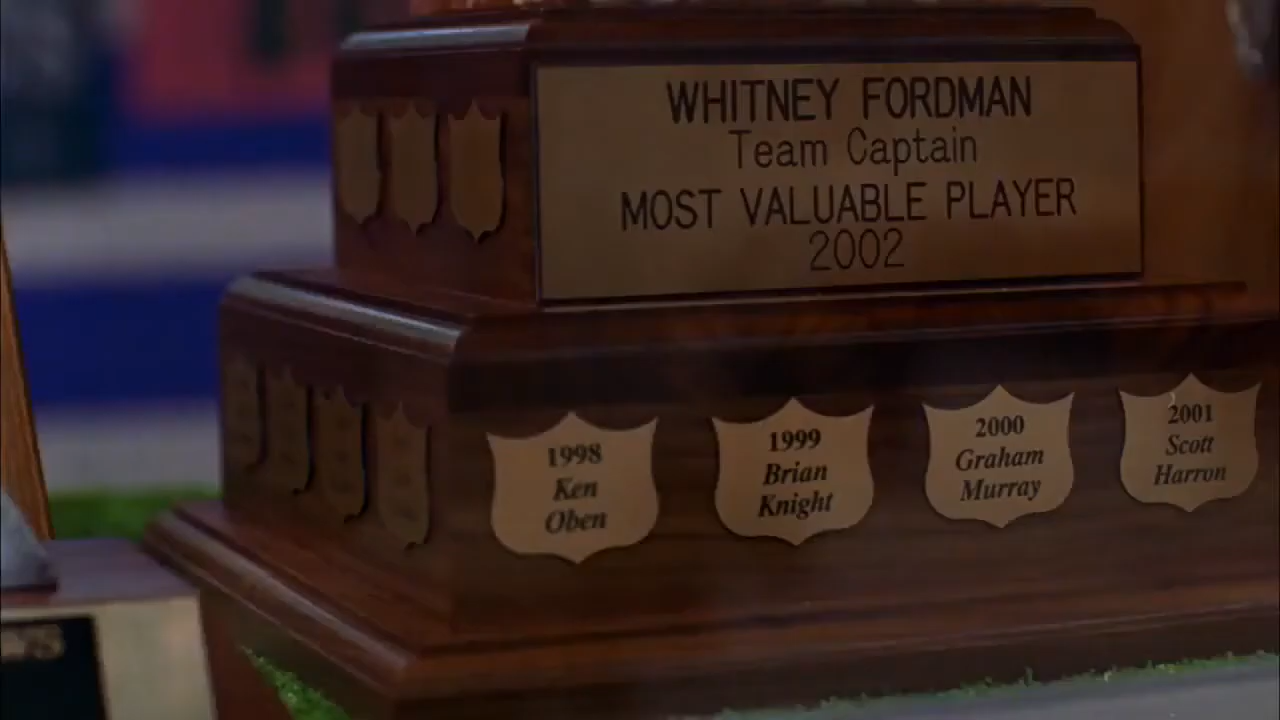 WHITNEY FORDMAN
Team Captain
MOST VALUABLE PLAYER
2002
1998
Ken
Oben
1999
Brian
Knight
2000
Graham
Murray
2001
Scott
Harron